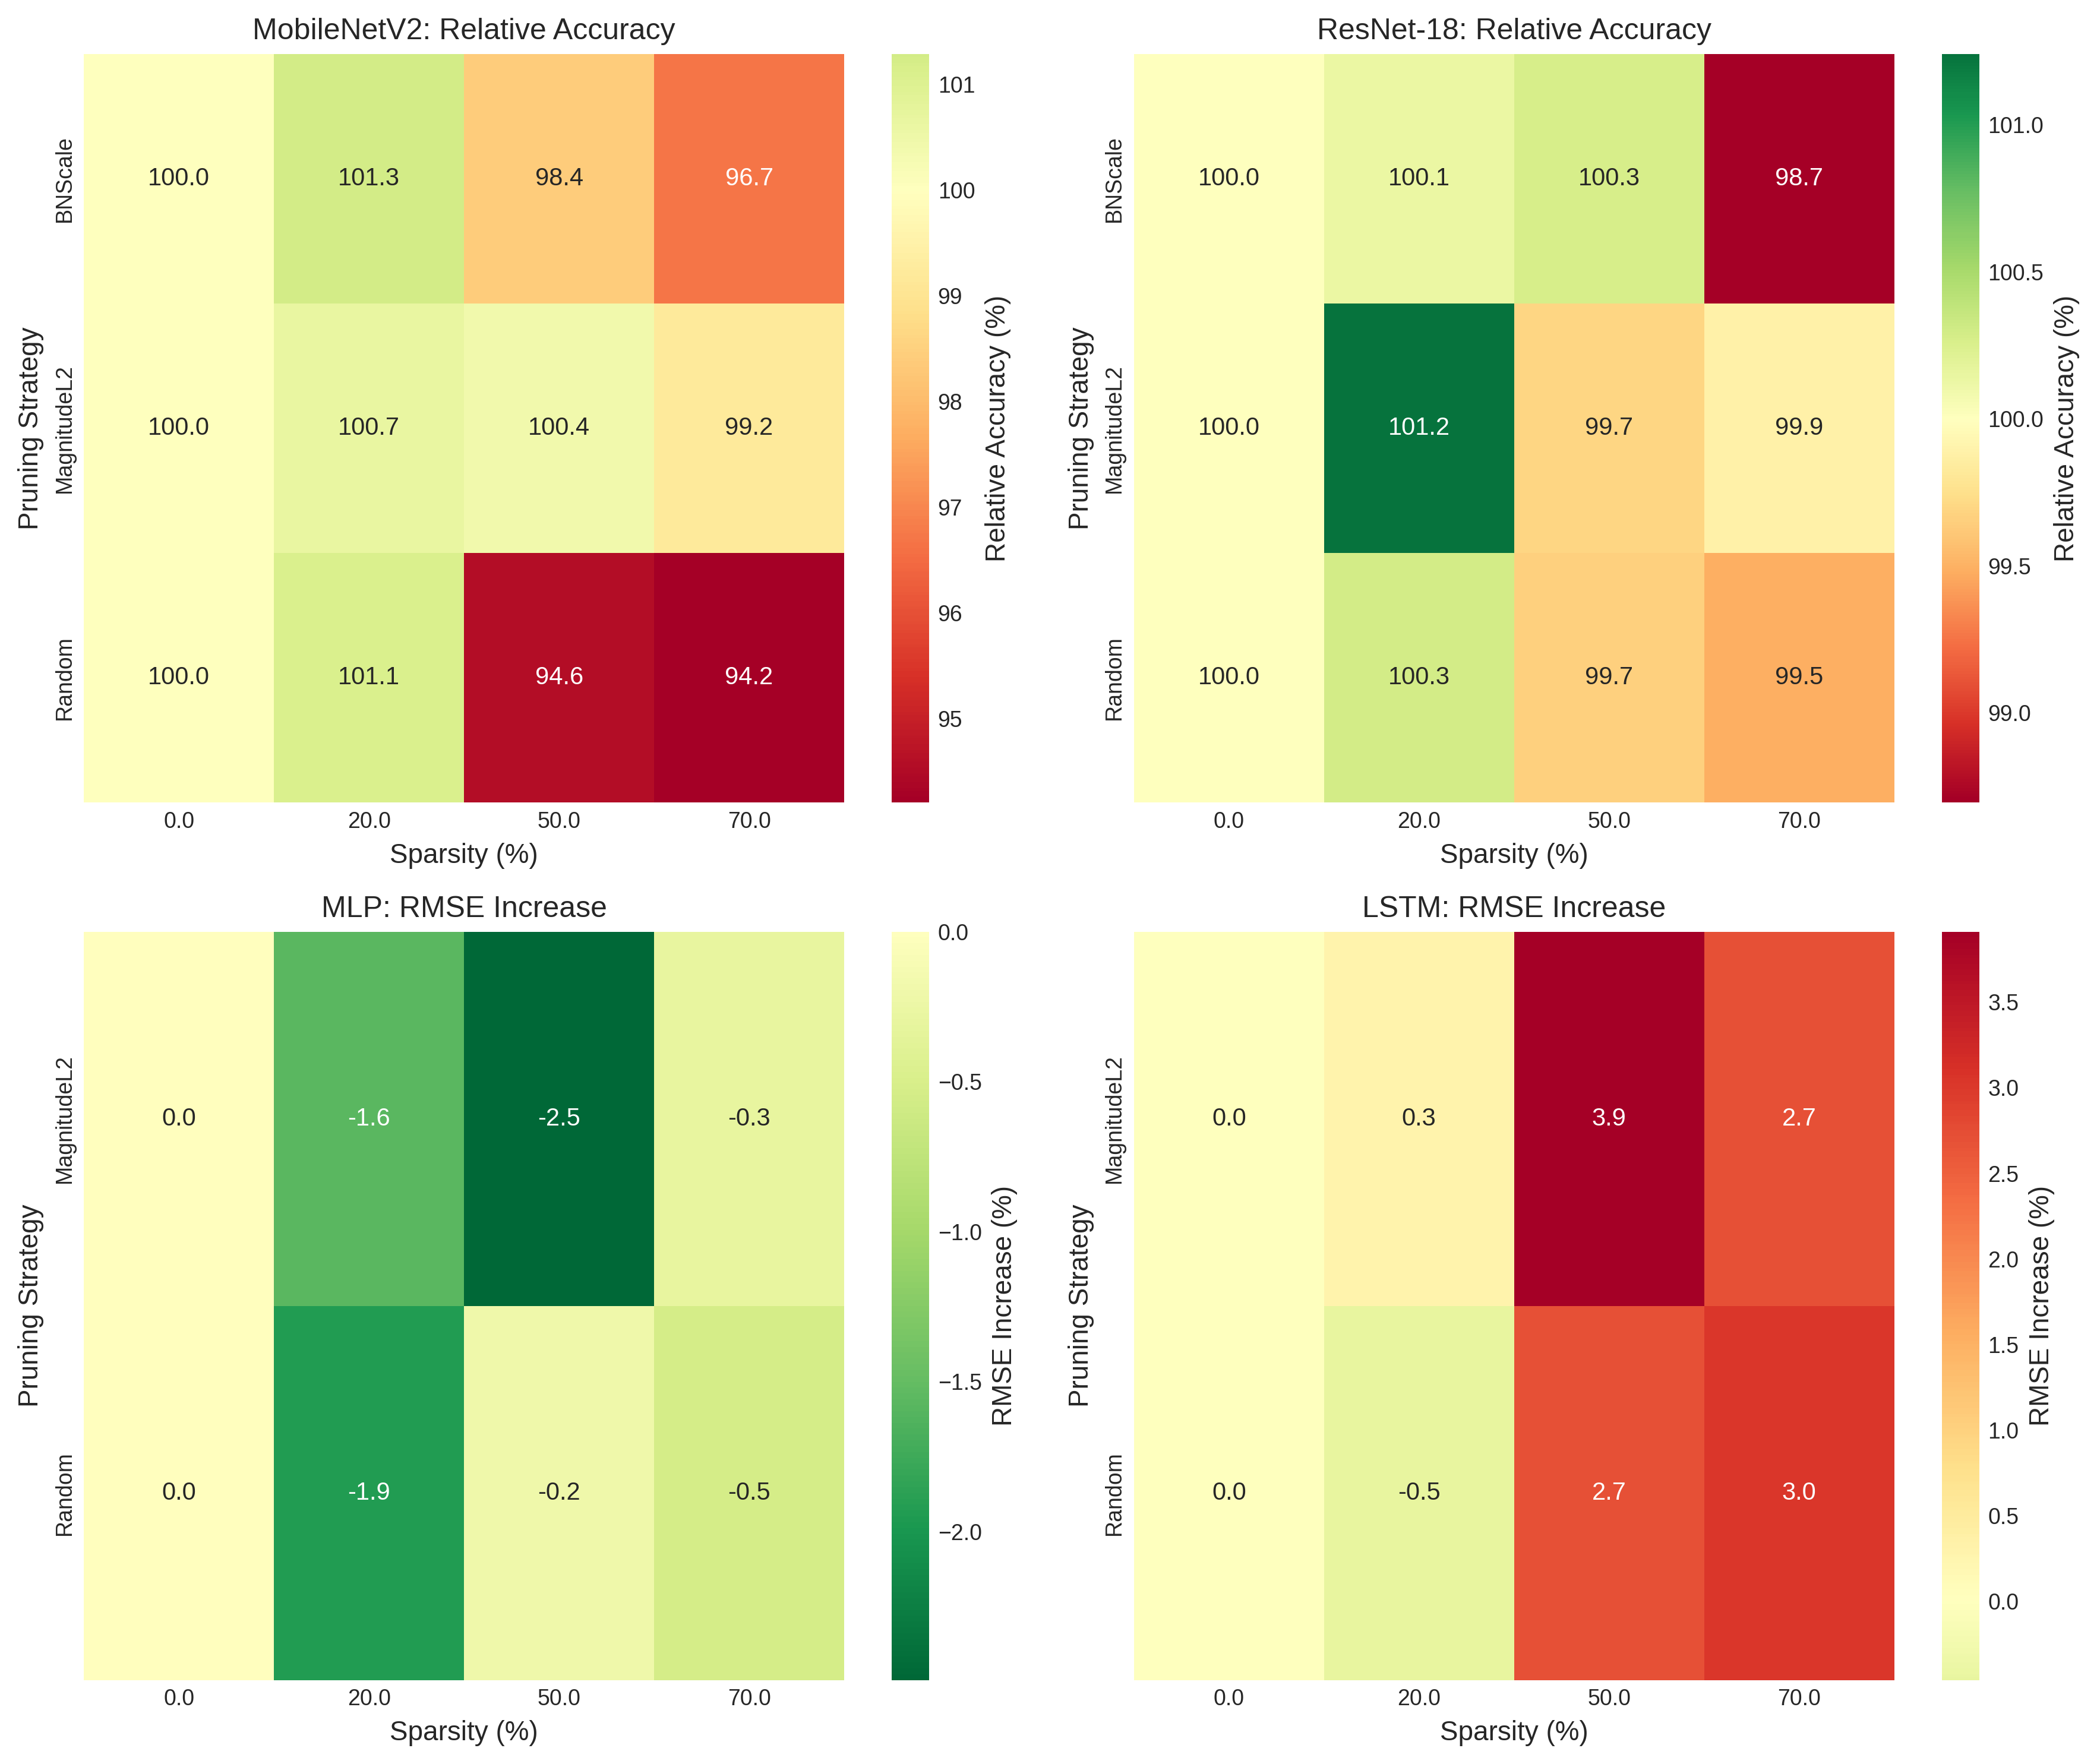 MobileNetV2: Relative Accuracy
Pruning Strategy
BNScale
MagnitudeL2
Random
100.0 101.3 98.4 96.7
100.0 100.7 100.4 99.2
100.0 101.1 94.6 94.2
0.0 20.0 50.0 70.0
Sparsity (%)
101
100
99
98
97
96
95
Relative Accuracy (%)
ResNet-18: Relative Accuracy
Pruning Strategy
BNScale
MagnitudeL2
Random
100.0 100.1 100.3 98.7
100.0 101.2 99.7 99.9
100.0 100.3 99.7 99.5
0.0 20.0 50.0 70.0
Sparsity (%)
101.0
100.5
100.0
99.5
99.0
Relative Accuracy (%)
MLP: RMSE Increase
Pruning Strategy
MagnitudeL2
Random
0.0 -1.6 -2.5 -0.3
0.0 -1.9 -0.2 -0.5
0.0 20.0 50.0 70.0
Sparsity (%)
0.0
−0.5
−1.0
−1.5
−2.0
RMSE Increase (%)
LSTM: RMSE Increase
Pruning Strategy
MagnitudeL2
Random
0.0 0.3 3.9 2.7
0.0 -0.5 2.7 3.0
0.0 20.0 50.0 70.0
Sparsity (%)
3.5
3.0
2.5
2.0
1.5
1.0
0.5
0.0
RMSE Increase (%)